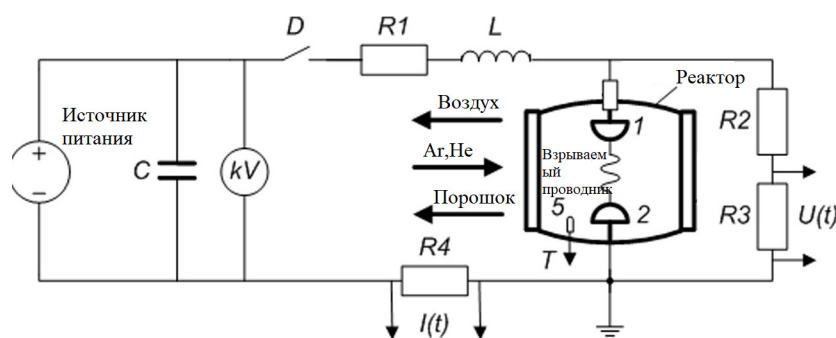 D
R1
L
Реактор
Источник
питания
+
−
C
kV
Воздух
Ar,He
Порошок
1
Взрываем
ый
проводник
5
2
T
R2
R3
U(t)
R4
I(t)